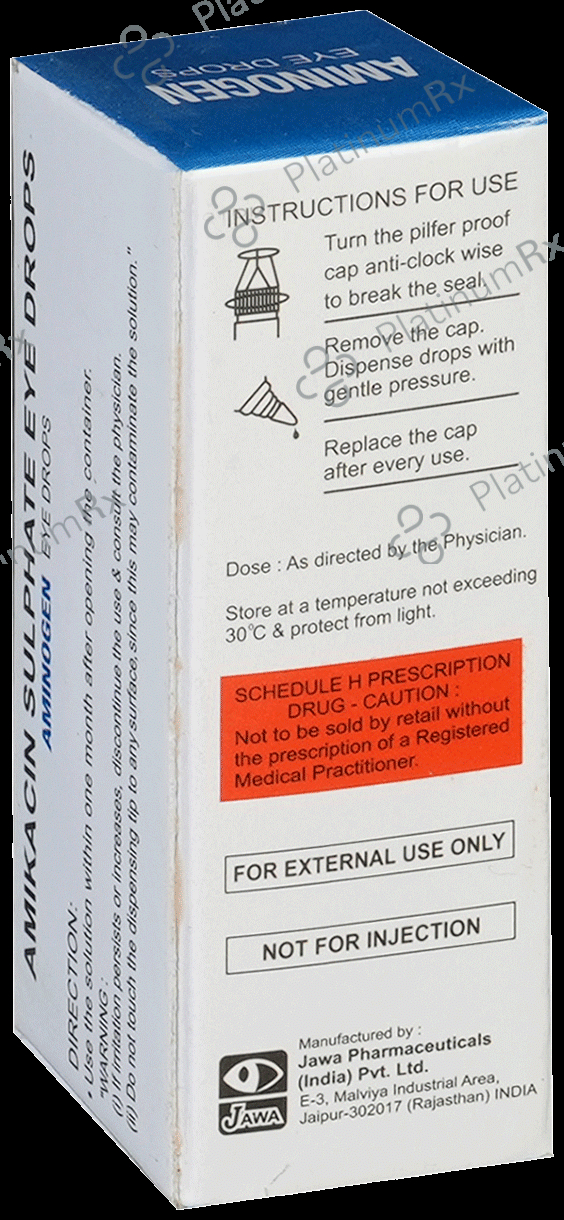 AMINOGEN
EYE DROPS
INSTRUCTIONS FOR USE
Turn the pilfer proof
cap anti-clock wise
to break the seal.
Remove the cap.
Dispense drops with
gentle pressure.
Replace the cap
after every use.
Dose : As directed by the Physician.
Store at a temperature not exceeding
30°C & protect from light.
SCHEDULE H PRESCRIPTION
DRUG - CAUTION :
Not to be sold by retail without
the prescription of a Registered
Medical Practitioner.
FOR EXTERNAL USE ONLY
NOT FOR INJECTION
Manufactured by :
Jawa Pharmaceuticals
(India) Pvt. Ltd.
E-3, Malviya Industrial Area,
Jaipur-302017 (Rajasthan) INDIA
JAWA
AMIKACIN SULPHATE EYE DROPS
AMINOGEN EYE DROPS
DIRECTION:
• Use the solution within one month after opening the container.
"WARNING :
(i) If irritation persists or increases, discontinue the use & consult the physician.
(ii) Do not touch the dispensing tip to any surface, since this may contaminate the solution."
PlatinumRx
PlatinumRx
PlatinumRx
PlatinumRx
PlatinumRx